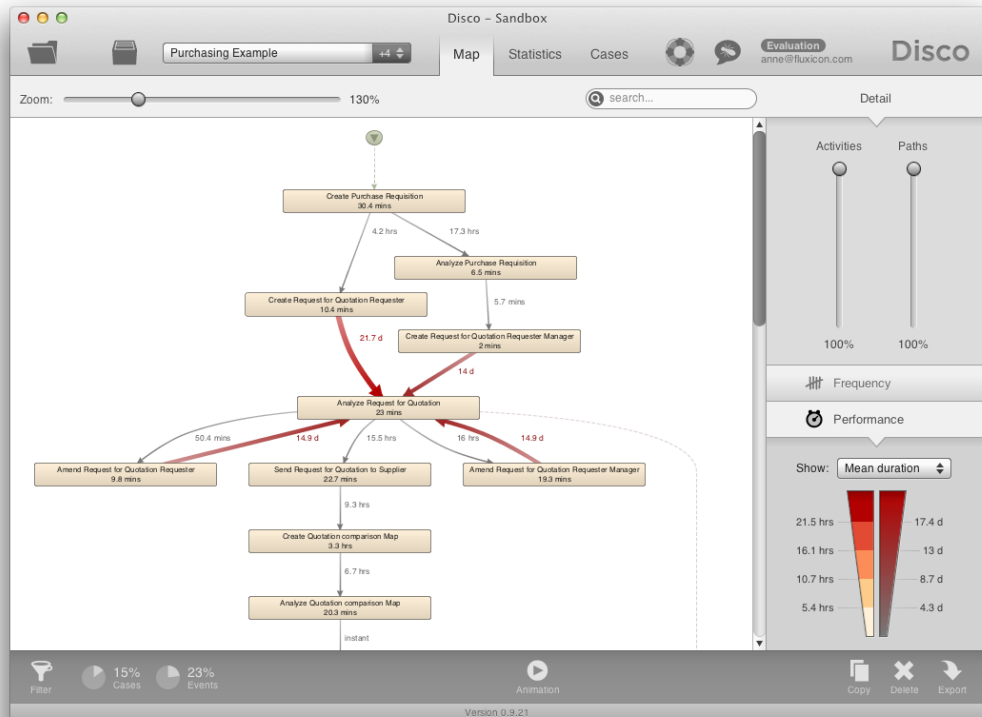 Disco – Sandbox
Purchasing Example
+4
Map
Statistics
Cases
Evaluation
anne@fluxicon.com
Disco
Zoom:
130%
search...
Detail
Create Purchase Requisition
30.4 mins
4.2 hrs
17.3 hrs
Analyze Purchase Requisition
6.5 mins
Create Request for Quotation Requester
10.4 mins
5.7 mins
21.7 d
Create Request for Quotation Requester Manager
2 mins
14 d
Analyze Request for Quotation
23 mins
50.4 mins
14.9 d
15.5 hrs
16 hrs
14.9 d
Amend Request for Quotation Requester
9.8 mins
Send Request for Quotation to Supplier
22.7 mins
Amend Request for Quotation Requester Manager
19.3 mins
9.3 hrs
Create Quotation comparison Map
3.3 hrs
6.7 hrs
Analyze Quotation comparison Map
20.3 mins
instant
Activities
Paths
100%
100%
Frequency
Performance
Show:
Mean duration
21.5 hrs
17.4 d
16.1 hrs
13 d
10.7 hrs
8.7 d
5.4 hrs
4.3 d
Filter
15%
Cases
23%
Events
Animation
Copy
Delete
Export
Version 0.9.21